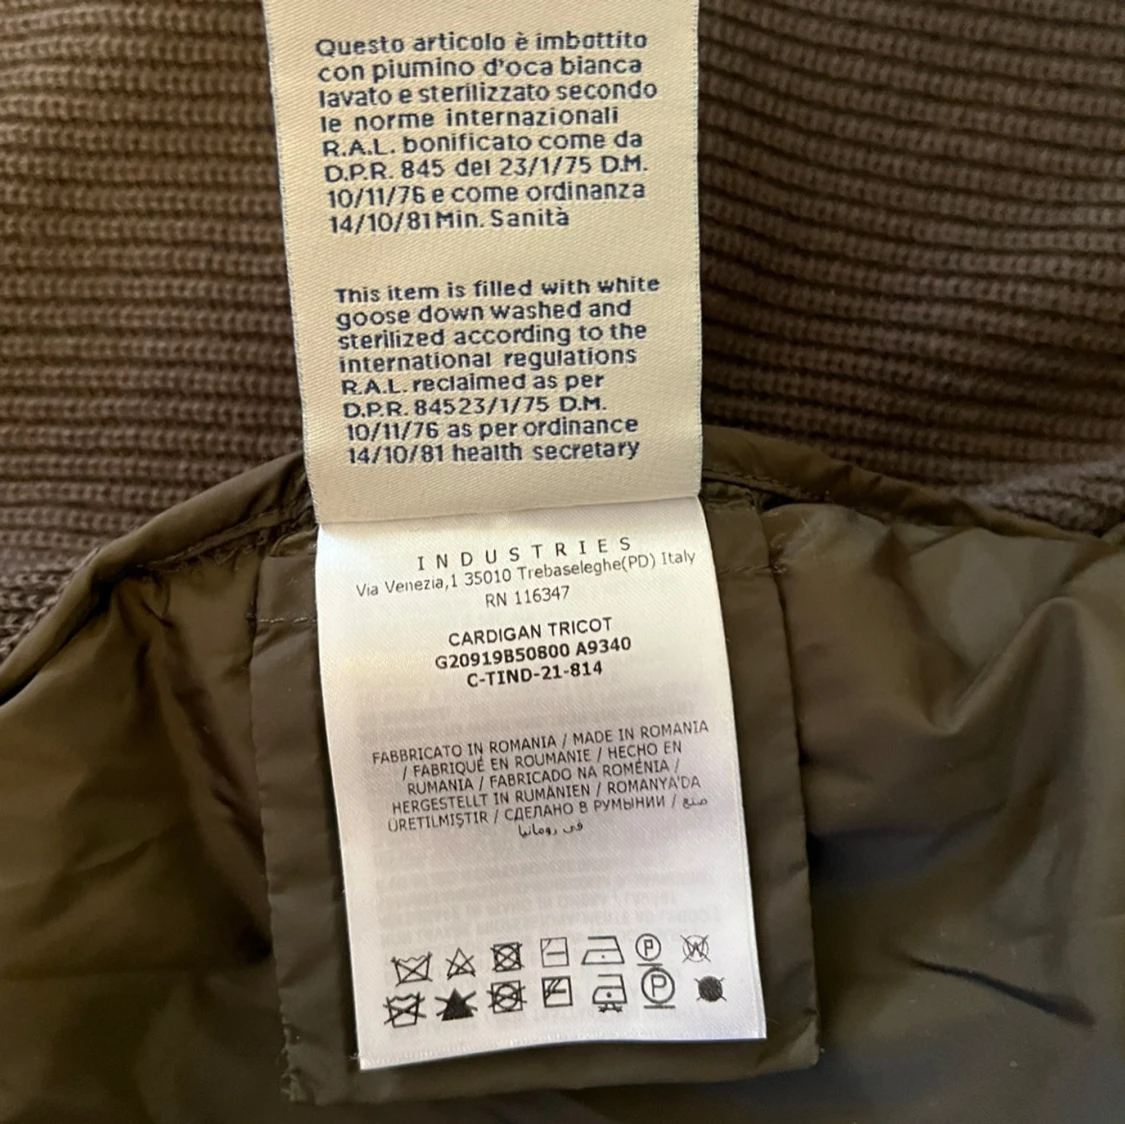 Questo articolo è imbottito
con piumino d'oca bianca
lavato e sterilizzato secondo
le norme internazionali
R.A.L. bonificato come da
D.P.R. 845 del 23/1/75 D.M.
10/11/76 e come ordinanza
14/10/81 Min. Sanità
This item is filled with white
goose down washed and
sterilized according to the
international regulations
R.A.L. reclaimed as per
D.P.R. 84523/1/75 D.M.
10/11/76 as per ordinance
14/10/81 health secretary
INDUSTRIES
Via Venezia,1 35010 Trebaseleghe(PD) Italy
RN 116347
CARDIGAN TRICOT
G20919B50800 A9340
C-TIND-21-814
FABBRICATO IN ROMANIA / MADE IN ROMANIA
/ FABRIQUÉ EN ROUMANIE / HECHO EN
RUMANIA / FABRICADO NA ROMÉNIA /
HERGESTELLT IN RUMÄNIEN / ROMANYA'DA
ÜRETILMIŞTIR / СДЕЛАНО В РУМЫНИИ / صنع
في رومانيا
P W
P